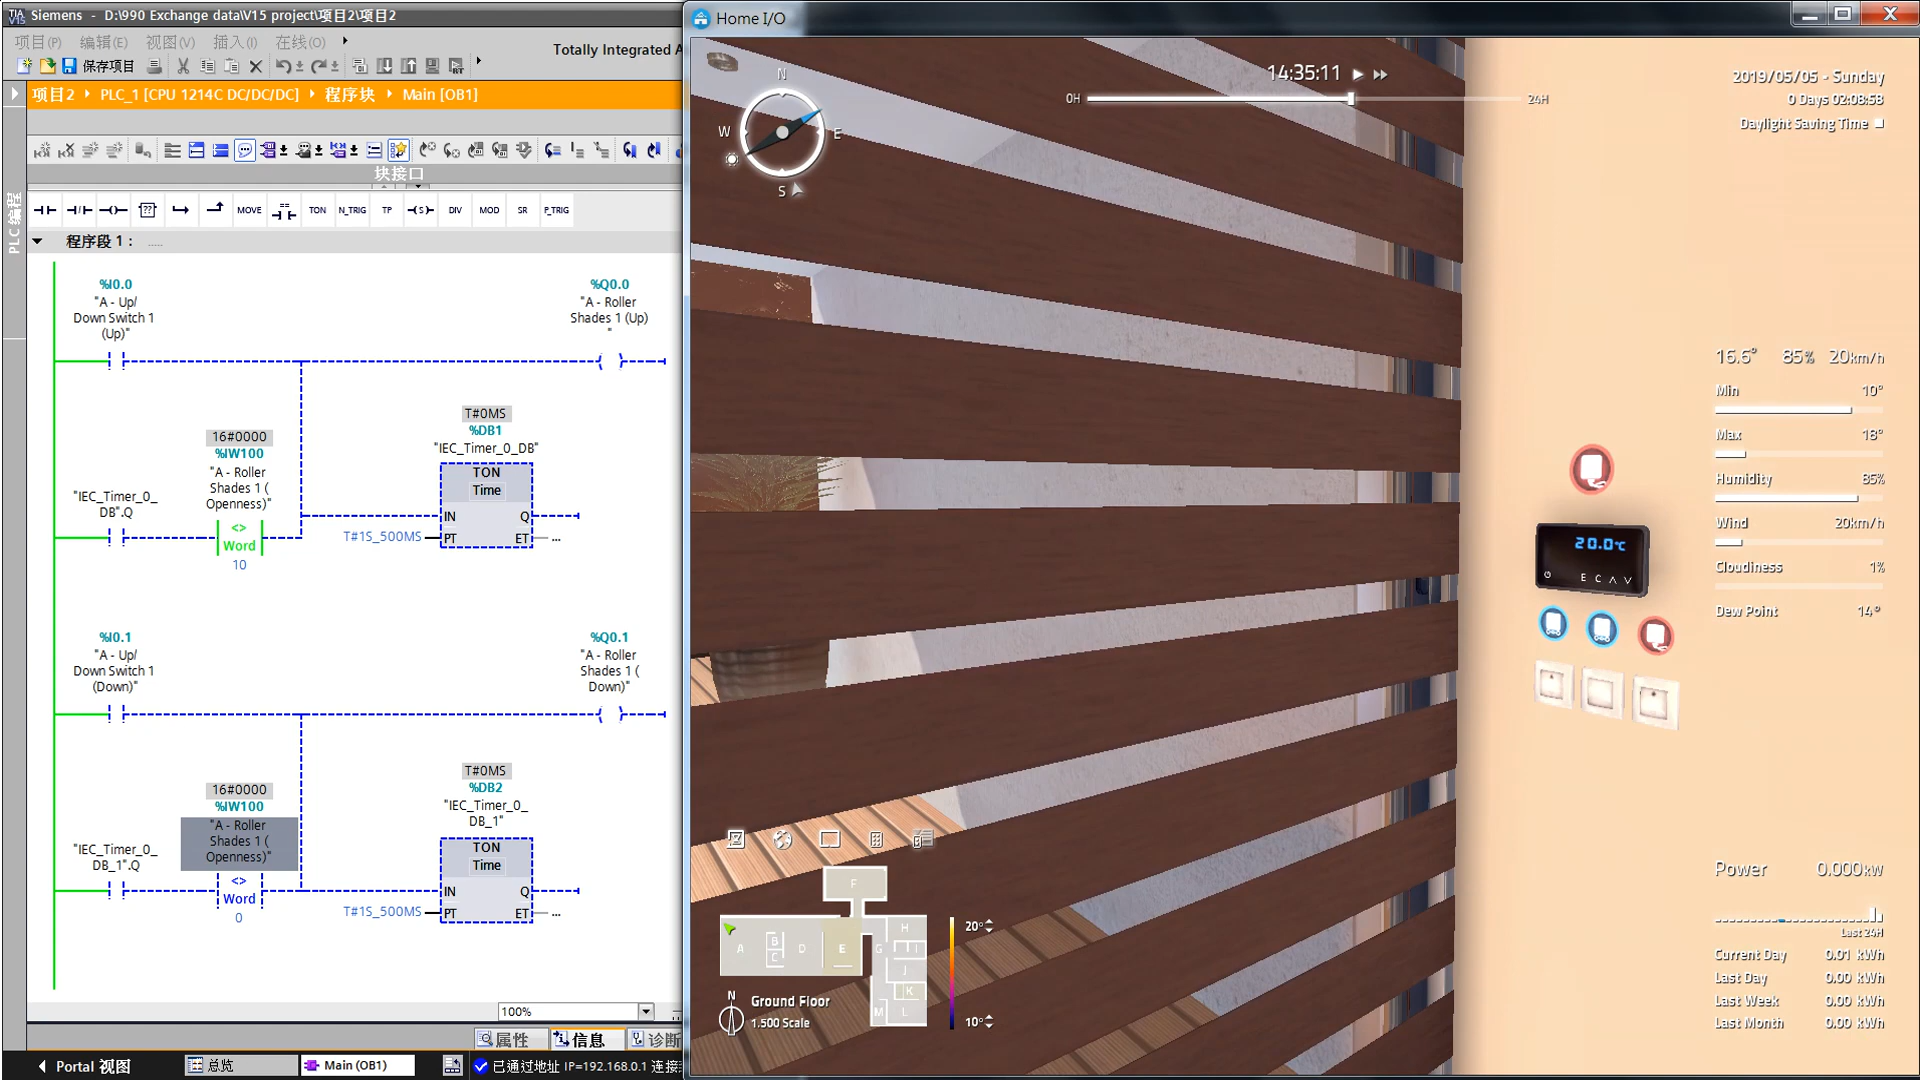 Siemens - D:\990 Exchange data\V15 project\项目2\项目2
项目(P) 编辑(E) 视图(V) 插入(I) 在线(O)
Totally Integrated A
保存项目
项目2 PLC_1 [CPU 1214C DC/DC/DC] 程序块 Main [OB1]
PLC 编程
块接口
MOVE TON N_TRIG TP DIV MOD SR P_TRIG
程序段 1： .....
%I0.0
"A - Up/
Down Switch 1
(Up)"
%Q0.0
"A - Roller
Shades 1 (Up)
"
16#0000
%IW100
"A - Roller
Shades 1 (
Openness)"
"IEC_Timer_0_
DB".Q
<>
Word
10
T#0MS
%DB1
"IEC_Timer_0_DB"
TON
Time
IN Q
T#1S_500MS PT ET ...
%I0.1
"A - Up/
Down Switch 1
(Down)"
%Q0.1
"A - Roller
Shades 1 (
Down)"
16#0000
%IW100
"A - Roller
Shades 1 (
Openness)"
"IEC_Timer_0_
DB_1".Q
<>
Word
0
T#0MS
%DB2
"IEC_Timer_0_
DB_1"
TON
Time
IN Q
T#1S_500MS PT ET ...
100%
属性 信息 诊断
Portal 视图 总览 Main (OB1) 已通过地址 IP=192.168.0.1 连接
Home I/O
N
W E
S
14:35:11
0H 24H
2019/05/05 - Sunday
0 Days 02:08:58
Daylight Saving Time
16.6° 85% 20km/h
Min 10°
Max 18°
Humidity 85%
Wind 20km/h
Cloudiness 1%
Dew Point 14°
20.0°C
E C
F
A B C D E G H I J K L M
20°
10°
N
Ground Floor
1.500 Scale
Power 0.000kW
Last 24H
Current Day 0.01 kWh
Last Day 0.00 kWh
Last Week 0.00 kWh
Last Month 0.00 kWh